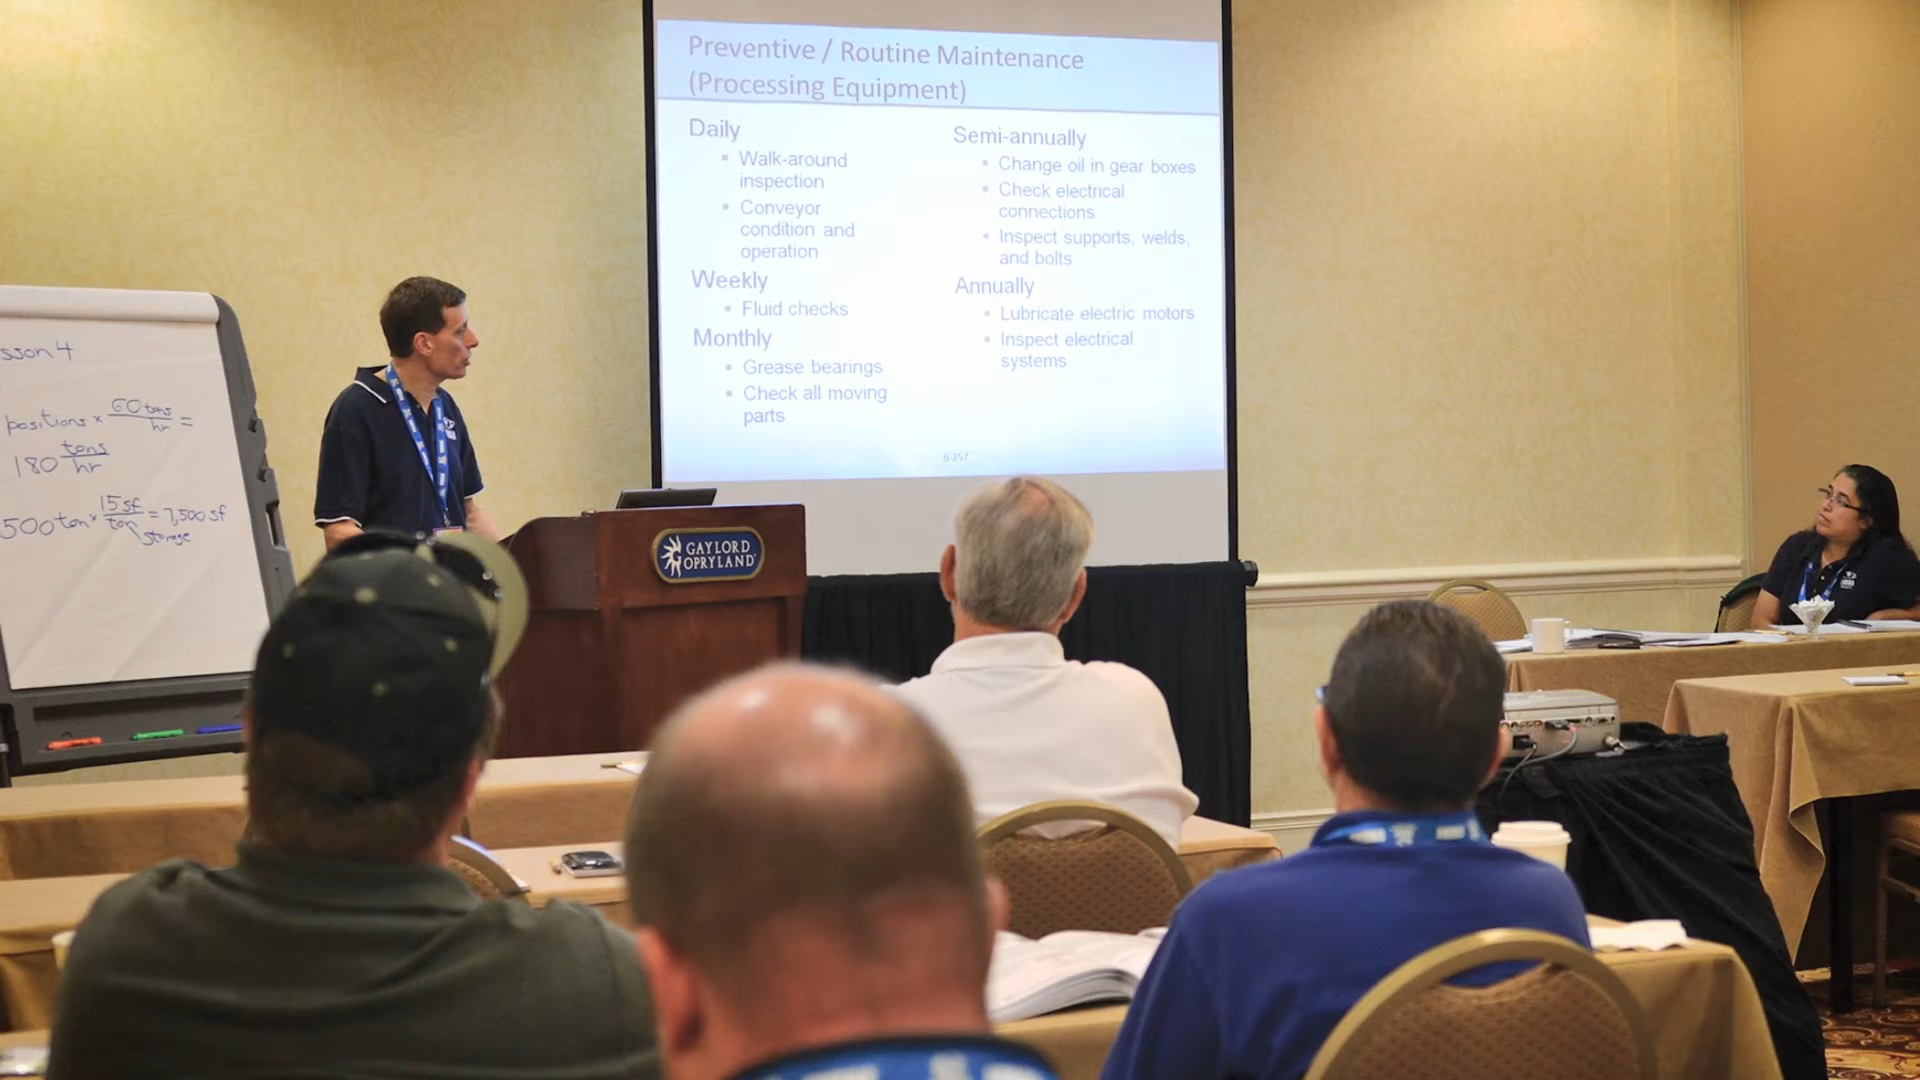 sson 4
positions × 60 tons =
hr
180 tons
hr
500 ton × 15 sf = 7,500 sf
ton
storage
Preventive / Routine Maintenance
(Processing Equipment)
Daily
▪ Walk-around
inspection
▪ Conveyor
condition and
operation
Weekly
▪ Fluid checks
Monthly
▪ Grease bearings
▪ Check all moving
parts
Semi-annually
▪ Change oil in gear boxes
▪ Check electrical
connections
▪ Inspect supports, welds,
and bolts
Annually
▪ Lubricate electric motors
▪ Inspect electrical
systems
6-257
GAYLORD
OPRYLAND